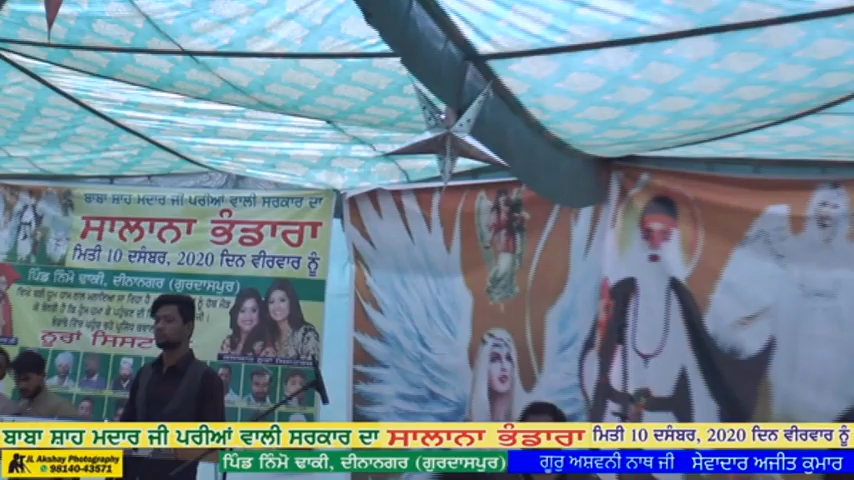 ਬਾਬਾ ਸ਼ਾਹ ਮਦਾਰ ਜੀ ਪਰੀਆਂ ਵਾਲੀ ਸਰਕਾਰ ਦਾ
ਸਾਲਾਨਾ ਭੰਡਾਰਾ
ਮਿਤੀ 10 ਦਸੰਬਰ, 2020 ਦਿਨ ਵੀਰਵਾਰ ਨੂੰ
ਪਿੰਡ ਨਿੰਮੋ ਢਾਕੀ, ਦੀਨਾਨਗਰ (ਗੁਰਦਾਸਪੁਰ)
ਨੂਰਾਂ ਸਿਸਟਰ
ਬਾਬਾ ਸ਼ਾਹ ਮਦਾਰ ਜੀ ਪਰੀਆਂ ਵਾਲੀ ਸਰਕਾਰ ਦਾ ਸਾਲਾਨਾ ਭੰਡਾਰਾ ਮਿਤੀ 10 ਦਸੰਬਰ, 2020 ਦਿਨ ਵੀਰਵਾਰ ਨੂੰ
JL Akshay Photography
98140-43571
ਪਿੰਡ ਨਿੰਮੋ ਢਾਕੀ, ਦੀਨਾਨਗਰ (ਗੁਰਦਾਸਪੁਰ) ਗੁਰੂ ਅਸ਼ਵਨੀ ਨਾਥ ਜੀ ਸੇਵਾਦਾਰ ਅਜੀਤ ਕੁਮਾਰ